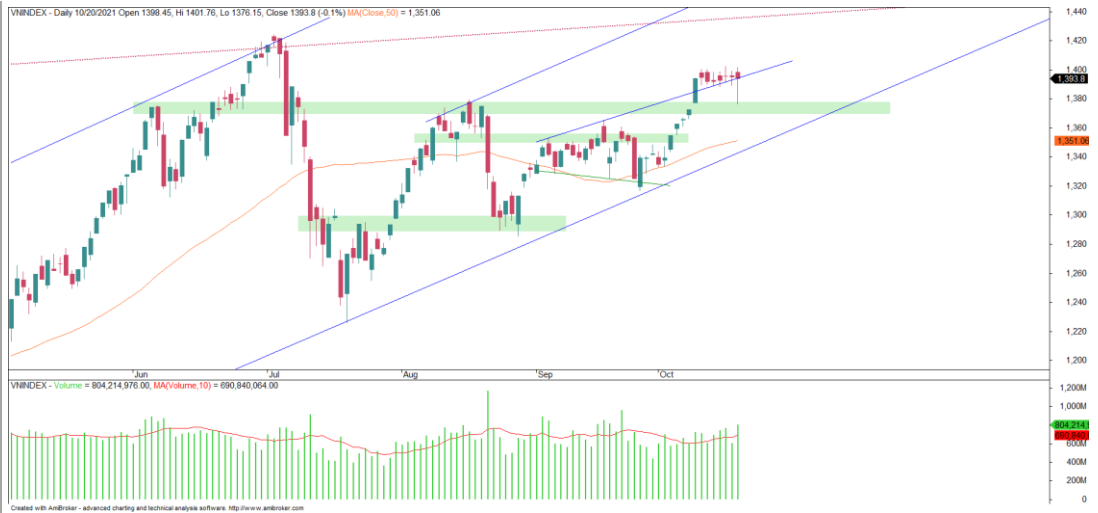 VNINDEX - Daily 10/20/2021 Open 1398.45, Hi 1401.76, Lo 1376.15, Close 1393.8 (-0.1%) MA(Close,50) = 1,351.06
1,440
1,420
1,400
1,393.8
1,380
1,360
1,351.06
1,340
1,320
1,300
1,280
1,260
1,240
1,220
1,200
Jun Jul Aug Sep Oct
VNINDEX - Volume = 804,214,976.00, MA(Volume,10) = 690,840,064.00
1,200M
1,000M
804,214,
690,840,
600M
400M
200M
0
Created with AmiBroker - advanced charting and technical analysis software. http://www.amibroker.com